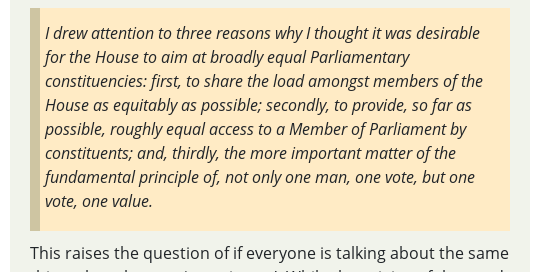 I drew attention to three reasons why I thought it was desirable
for the House to aim at broadly equal Parliamentary
constituencies: first, to share the load amongst members of the
House as equitably as possible; secondly, to provide, so far as
possible, roughly equal access to a Member of Parliament by
constituents; and, thirdly, the more important matter of the
fundamental principle of, not only one man, one vote, but one
vote, one value.
This raises the question of if everyone is talking about the same